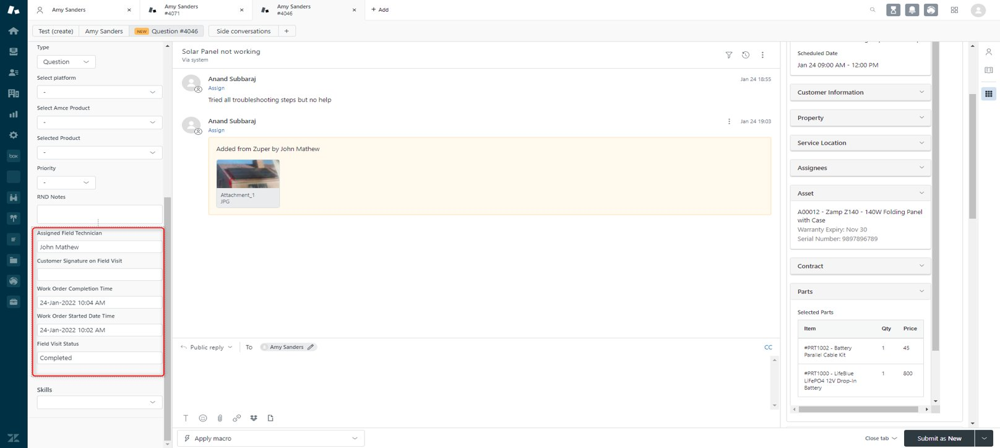 Amy Sanders
Amy Sanders
#4071
Amy Sanders
#4046
+ Add
Test (create)
Amy Sanders
NEW Question #4046
Side conversations
+
Type
Question
Select platform
-
Select Amce Product
-
Selected Product
-
Priority
-
RND Notes
Assigned Field Technician
John Mathew
Customer Signature on Field Visit
Work Order Completion Time
24-Jan-2022 10:04 AM
Work Order Started Date Time
24-Jan-2022 10:02 AM
Field Visit Status
Completed
Skills
box
IF
Solar Panel not working
Via system
Anand Subbaraj
Jan 24 18:55
Assign
Tried all troubleshooting steps but no help
Anand Subbaraj
Jan 24 19:03
Assign
Added from Zuper by John Mathew
Attachment_1
JPG
Public reply
To
Amy Sanders
CC
T
Apply macro
Close tab
Submit as New
Scheduled Date
Jan 24 09:00 AM - 12:00 PM
Customer Information
Property
Service Location
Assignees
Asset
A00012 - Zamp Z140 - 140W Folding Panel
with Case
Warranty Expiry: Nov 30
Serial Number: 9897896789
Contract
Parts
Selected Parts
Item Qty Price
#PRT1002 - Battery 1 45
Parallel Cable Kit
#PRT1000 - LifeBlue 1 800
LiFePO4 12V Drop-In
Battery